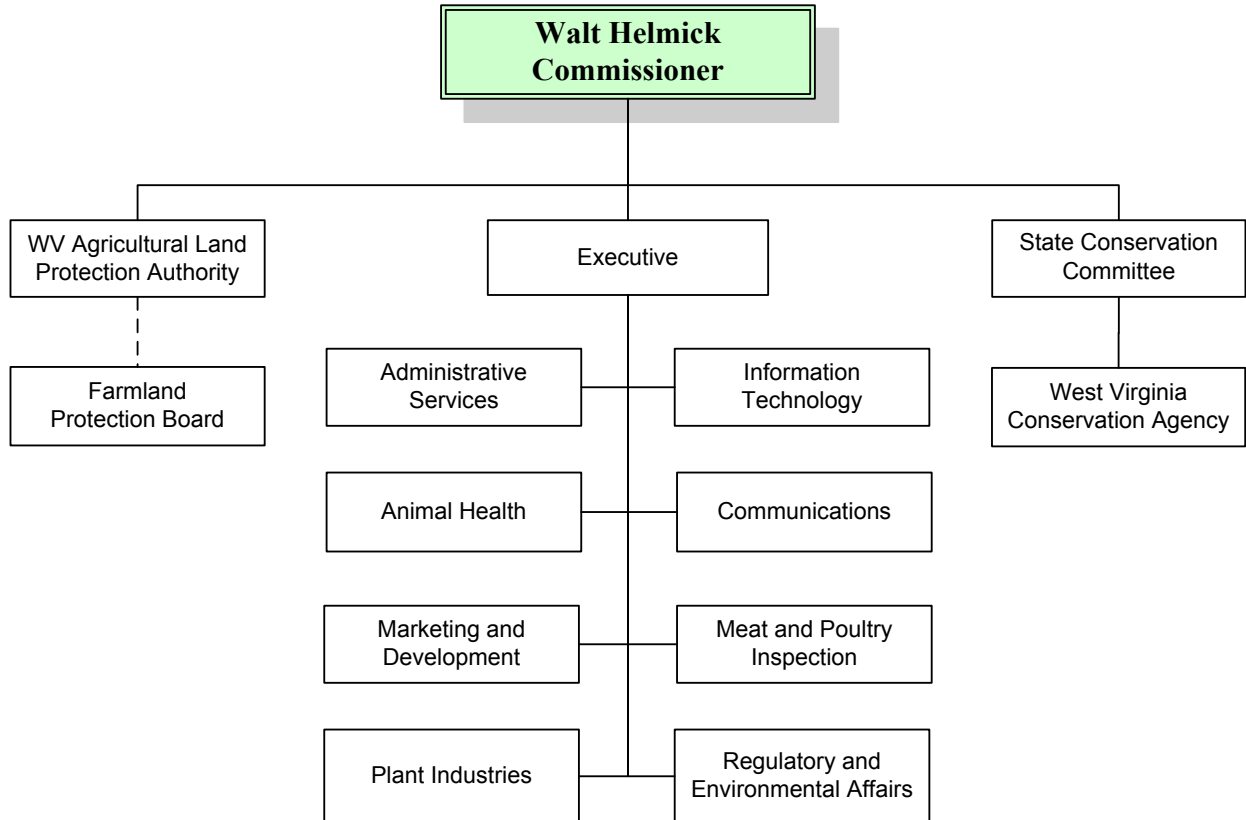 Walt Helmick
Commissioner
WV Agricultural Land
Protection Authority
Executive
State Conservation
Committee
Farmland
Protection Board
Administrative
Services
Information
Technology
West Virginia
Conservation Agency
Animal Health
Communications
Marketing and
Development
Meat and Poultry
Inspection
Plant Industries
Regulatory and
Environmental Affairs